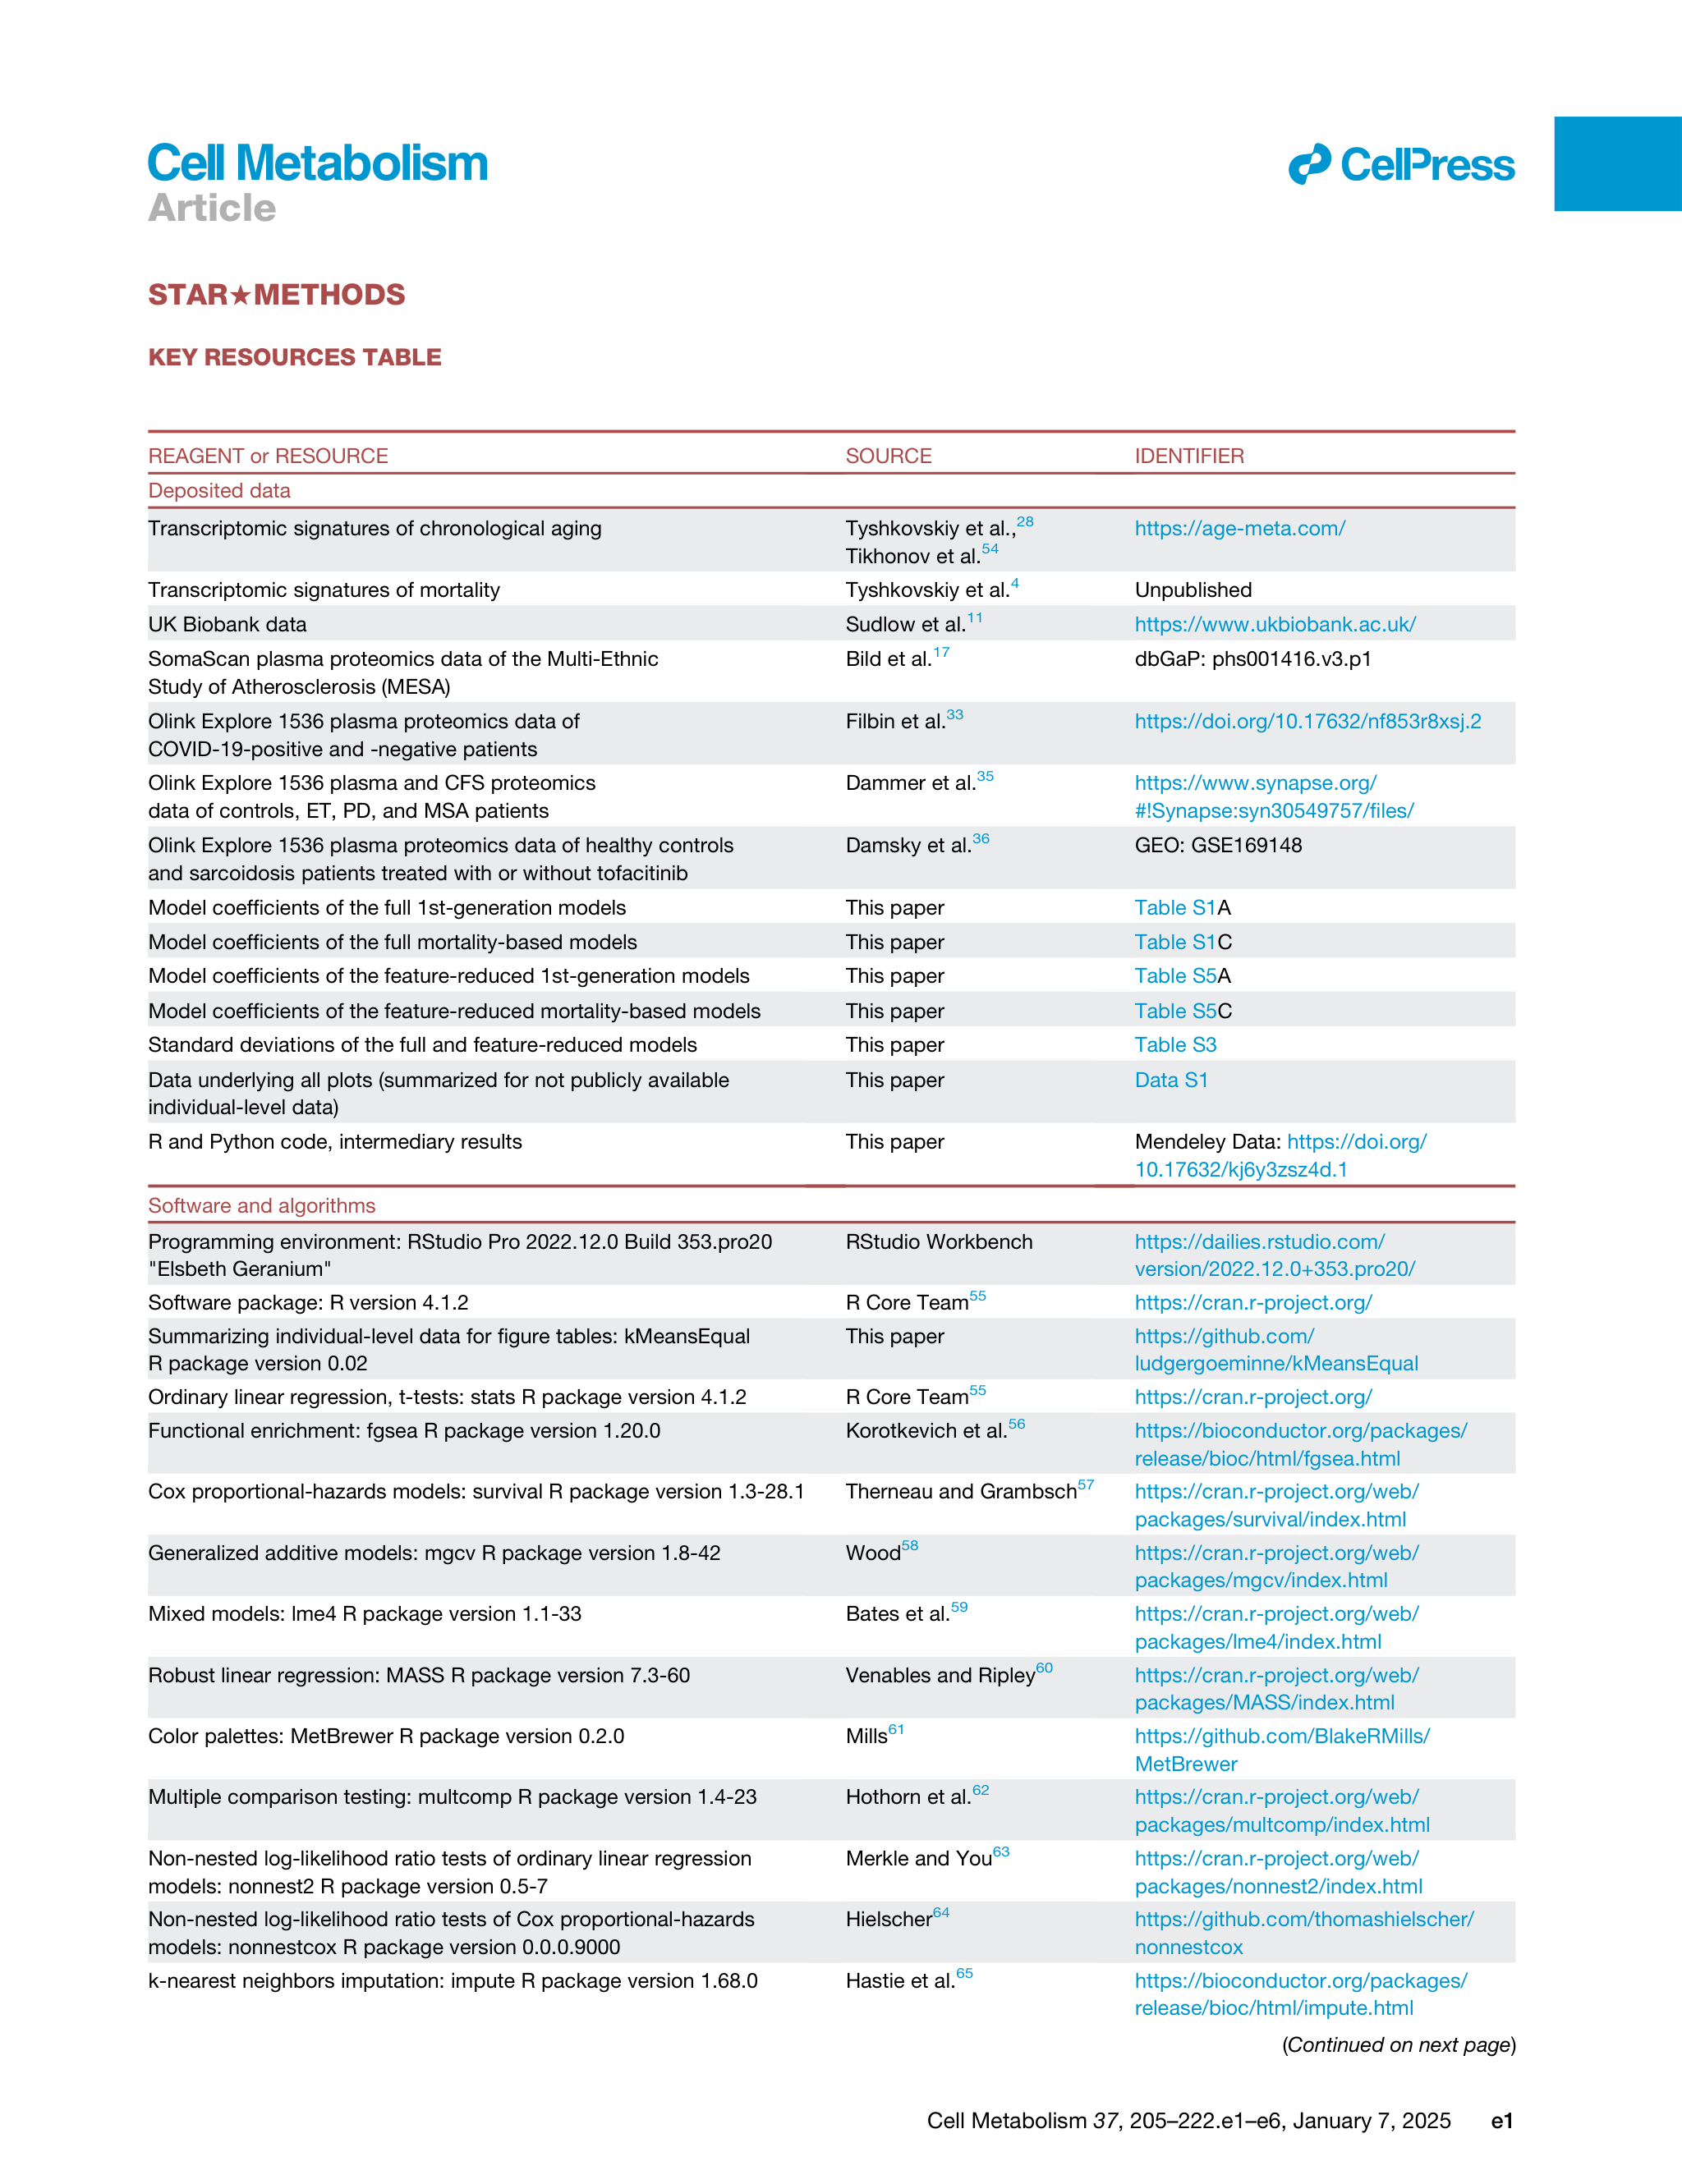 Cell Metabolism
Article
CellPress
STAR★METHODS
KEY RESOURCES TABLE
REAGENT or RESOURCE SOURCE IDENTIFIER
Deposited data
Transcriptomic signatures of chronological aging Tyshkovskiy et al.,28 https://age-meta.com/
Tikhonov et al.54
Transcriptomic signatures of mortality Tyshkovskiy et al.4 Unpublished
UK Biobank data Sudlow et al.11 https://www.ukbiobank.ac.uk/
SomaScan plasma proteomics data of the Multi-Ethnic Bild et al.17 dbGaP: phs001416.v3.p1
Study of Atherosclerosis (MESA)
Olink Explore 1536 plasma proteomics data of Filbin et al.33 https://doi.org/10.17632/nf853r8xsj.2
COVID-19-positive and -negative patients
Olink Explore 1536 plasma and CFS proteomics Dammer et al.35 https://www.synapse.org/
data of controls, ET, PD, and MSA patients #!Synapse:syn30549757/files/
Olink Explore 1536 plasma proteomics data of healthy controls Damsky et al.36 GEO: GSE169148
and sarcoidosis patients treated with or without tofacitinib
Model coefficients of the full 1st-generation models This paper Table S1A
Model coefficients of the full mortality-based models This paper Table S1C
Model coefficients of the feature-reduced 1st-generation models This paper Table S5A
Model coefficients of the feature-reduced mortality-based models This paper Table S5C
Standard deviations of the full and feature-reduced models This paper Table S3
Data underlying all plots (summarized for not publicly available This paper Data S1
individual-level data)
R and Python code, intermediary results This paper Mendeley Data: https://doi.org/
10.17632/kj6y3zsz4d.1
Software and algorithms
Programming environment: RStudio Pro 2022.12.0 Build 353.pro20 RStudio Workbench https://dailies.rstudio.com/
"Elsbeth Geranium" version/2022.12.0+353.pro20/
Software package: R version 4.1.2 R Core Team55 https://cran.r-project.org/
Summarizing individual-level data for figure tables: kMeansEqual This paper https://github.com/
R package version 0.02 ludgergoeminne/kMeansEqual
Ordinary linear regression, t-tests: stats R package version 4.1.2 R Core Team55 https://cran.r-project.org/
Functional enrichment: fgsea R package version 1.20.0 Korotkevich et al.56 https://bioconductor.org/packages/
release/bioc/html/fgsea.html
Cox proportional-hazards models: survival R package version 1.3-28.1 Therneau and Grambsch57 https://cran.r-project.org/web/
packages/survival/index.html
Generalized additive models: mgcv R package version 1.8-42 Wood58 https://cran.r-project.org/web/
packages/mgcv/index.html
Mixed models: lme4 R package version 1.1-33 Bates et al.59 https://cran.r-project.org/web/
packages/lme4/index.html
Robust linear regression: MASS R package version 7.3-60 Venables and Ripley60 https://cran.r-project.org/web/
packages/MASS/index.html
Color palettes: MetBrewer R package version 0.2.0 Mills61 https://github.com/BlakeRMills/
MetBrewer
Multiple comparison testing: multcomp R package version 1.4-23 Hothorn et al.62 https://cran.r-project.org/web/
packages/multcomp/index.html
Non-nested log-likelihood ratio tests of ordinary linear regression Merkle and You63 https://cran.r-project.org/web/
models: nonnest2 R package version 0.5-7 packages/nonnest2/index.html
Non-nested log-likelihood ratio tests of Cox proportional-hazards Hielscher64 https://github.com/thomashielscher/
models: nonnestcox R package version 0.0.0.9000 nonnestcox
k-nearest neighbors imputation: impute R package version 1.68.0 Hastie et al.65 https://bioconductor.org/packages/
release/bioc/html/impute.html
(Continued on next page)
Cell Metabolism 37, 205–222.e1–e6, January 7, 2025 e1